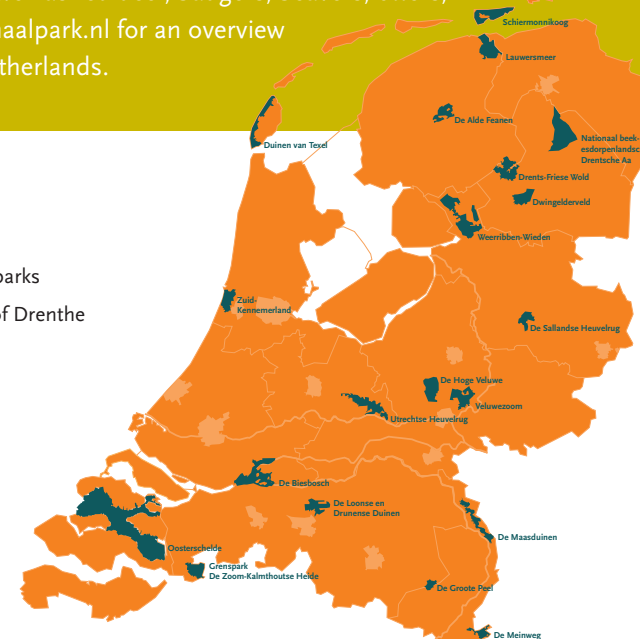 aalpark.nl for an overview
therlands.
parks
of Drenthe
Schiermonnikoog
Lauwersmeer
De Alde Feanen
Nationaal beek-
esdorpenlandsc
Drentsche Aa
Duinen van Texel
Drents-Friese Wold
Dwingelderveld
Weerribben-Wieden
Zuid-
Kennemerland
De Sallandse Heuvelrug
De Hoge Veluwe
Veluwezoom
Utrechtse Heuvelrug
De Biesbosch
De Loonse en
Drunense Duinen
De Maasduinen
Oosterschelde
Grenspark
De Zoom-Kalmthoutse Heide
De Groote Peel
De Meinweg